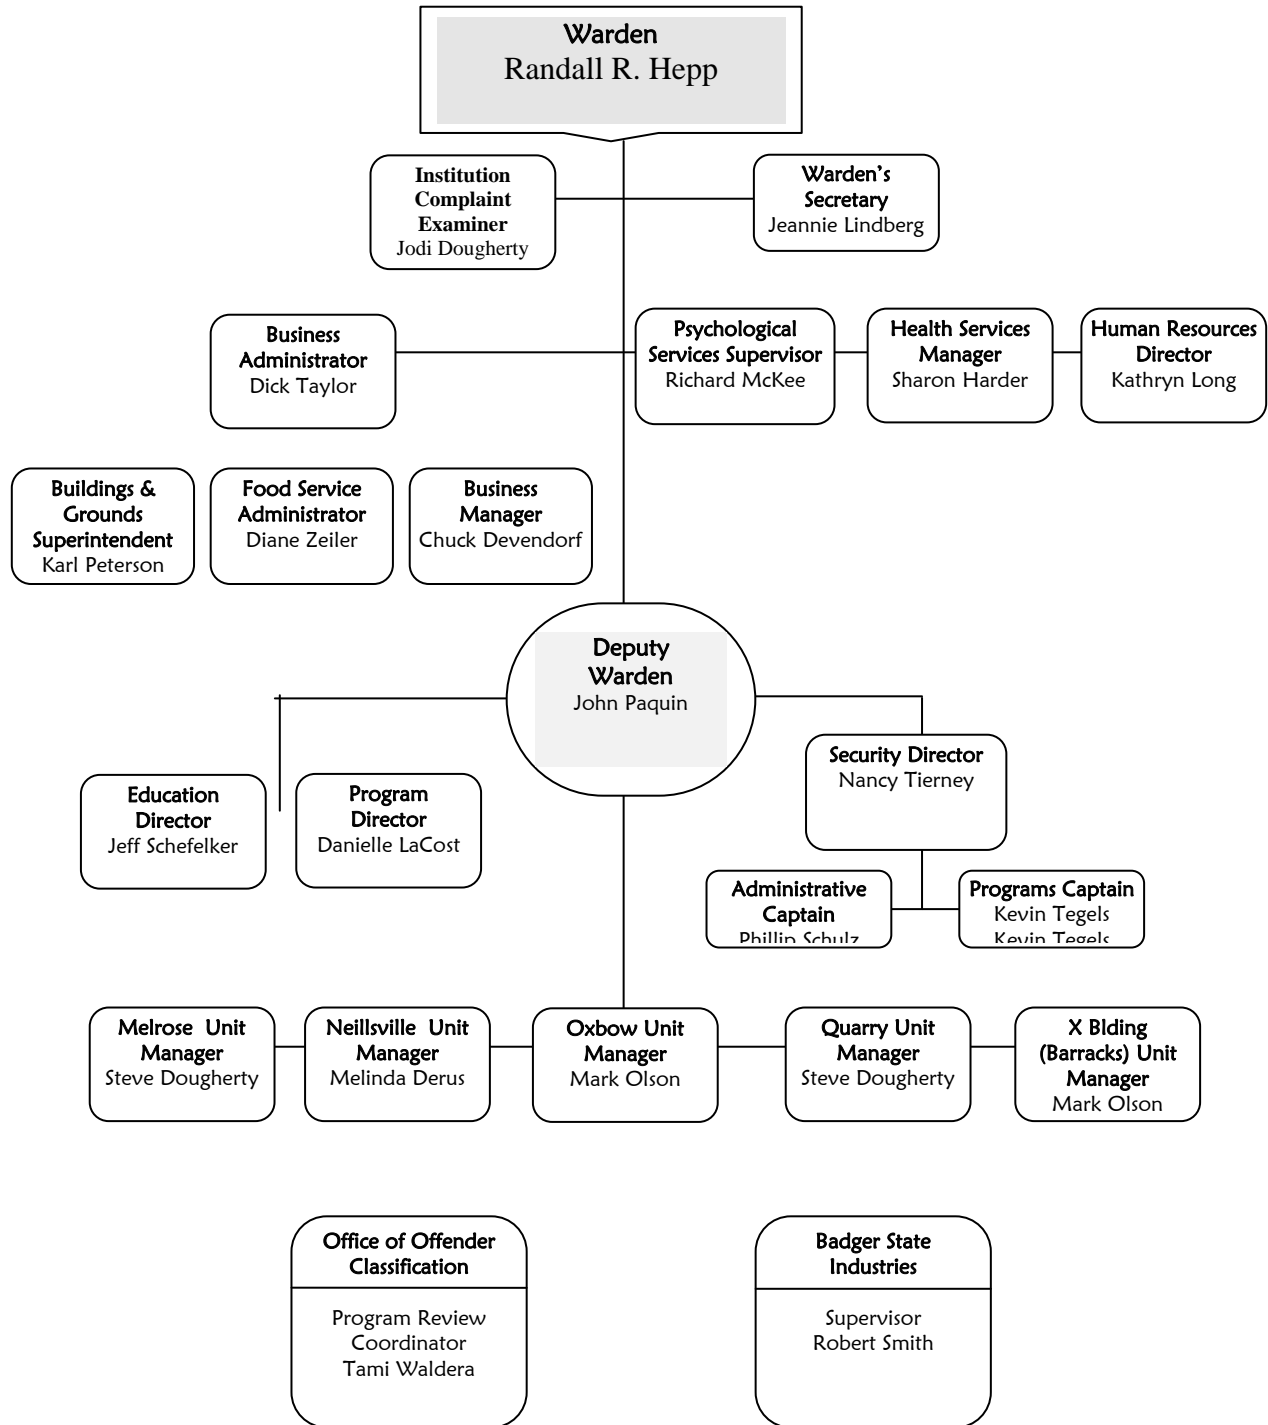 Warden
Randall R. Hepp
Institution
Complaint
Examiner
Jodi Dougherty
Warden's
Secretary
Jeannie Lindberg
Business
Administrator
Dick Taylor
Psychological
Services Supervisor
Richard McKee
Health Services
Manager
Sharon Harder
Human Resources
Director
Kathryn Long
Buildings &
Grounds
Superintendent
Karl Peterson
Food Service
Administrator
Diane Zeiler
Business
Manager
Chuck Devendorf
Deputy
Warden
John Paquin
Education
Director
Jeff Schefelker
Program
Director
Danielle LaCost
Security Director
Nancy Tierney
Administrative
Captain
Phillip Schulz
Programs Captain
Kevin Tegels
Kevin Tegels
Melrose  Unit
Manager
Steve Dougherty
Neillsville  Unit
Manager
Melinda Derus
Oxbow Unit
Manager
Mark Olson
Quarry Unit
Manager
Steve Dougherty
X Blding
(Barracks) Unit
Manager
Mark Olson
Office of Offender
Classification
Program Review
Coordinator
Tami Waldera
Badger State
Industries
Supervisor
Robert Smith